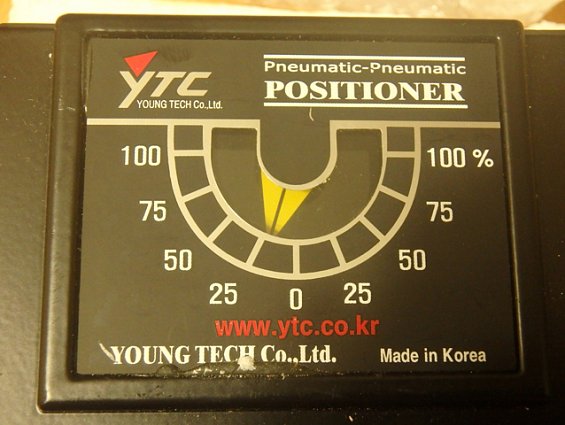 YTC
YOUNG TECH Co.,Ltd.
Pneumatic-Pneumatic
POSITIONER
100 100 %
75 75
50 50
25 0 25
www.ytc.co.kr
YOUNG TECH Co.,Ltd.
Made in Korea